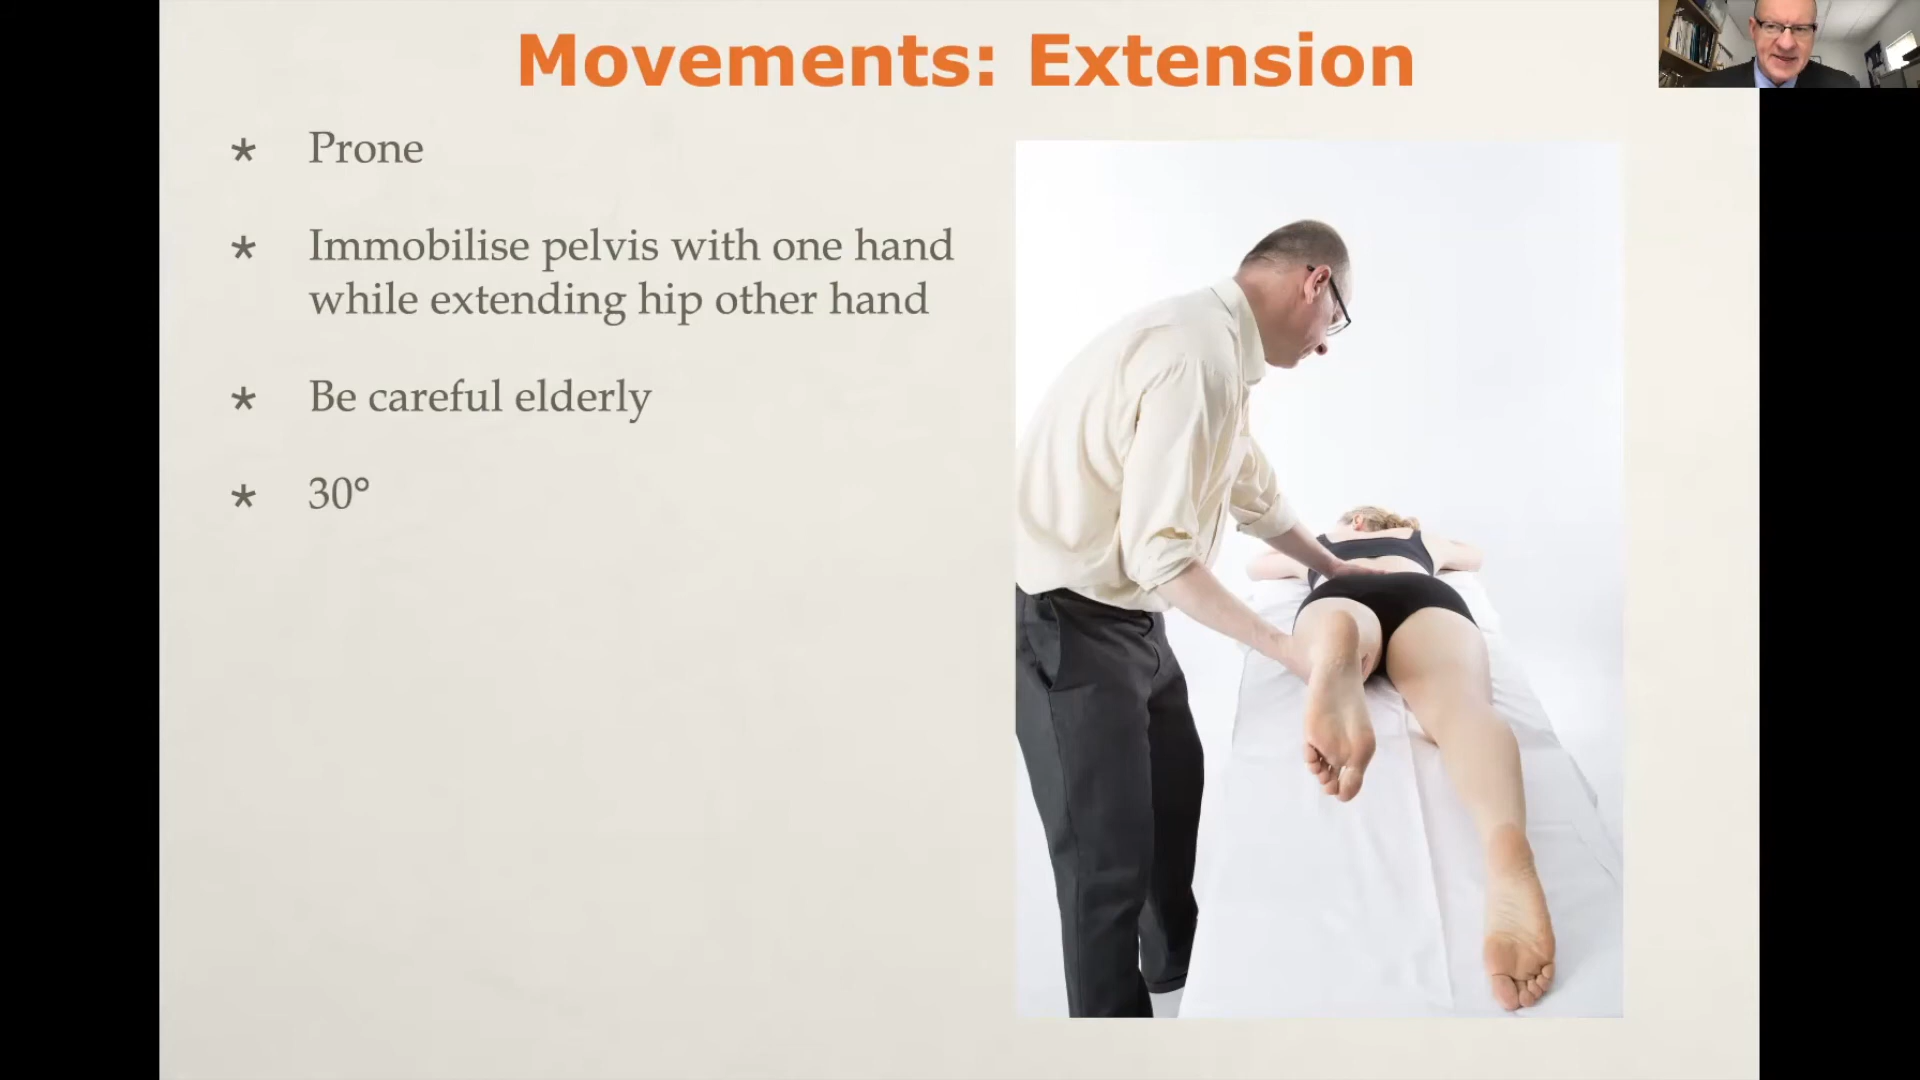 Movements: Extension
* Prone
* Immobilise pelvis with one hand
while extending hip other hand
* Be careful elderly
* 30°